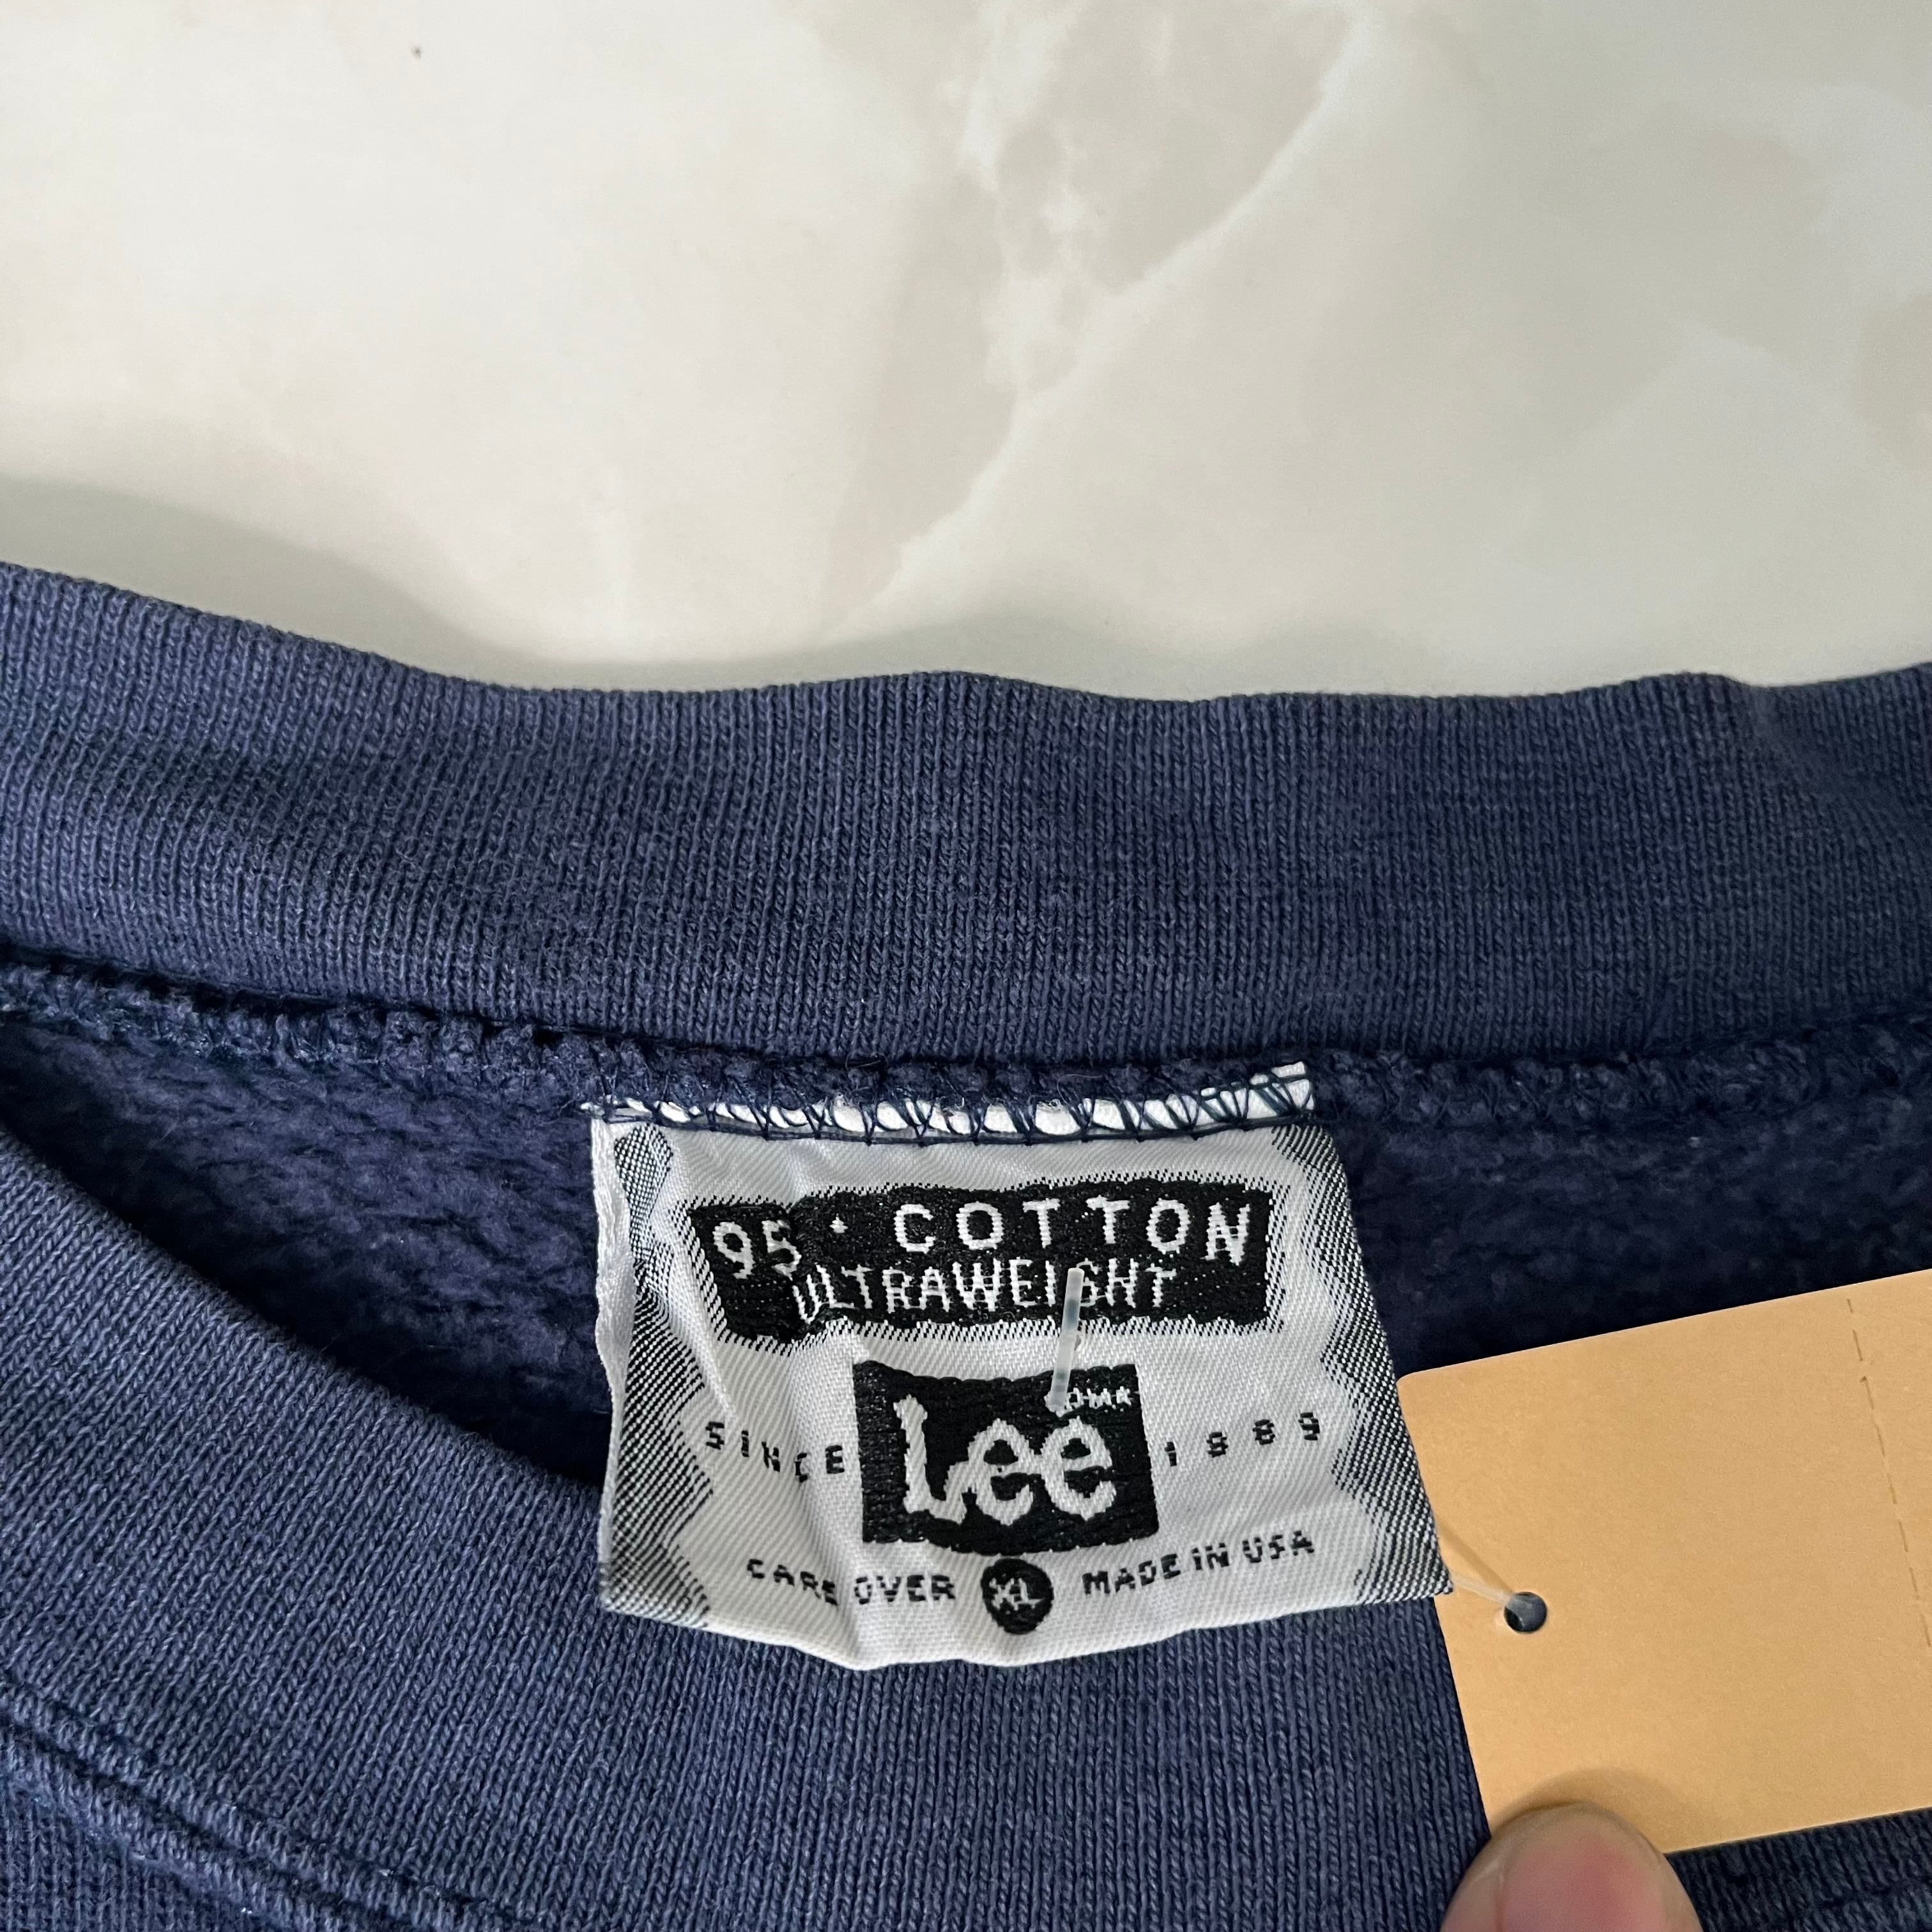 95% COTTON
ULTRAWEIGHT
Lee
SINCE 1889
CARE OVER XL MADE IN USA